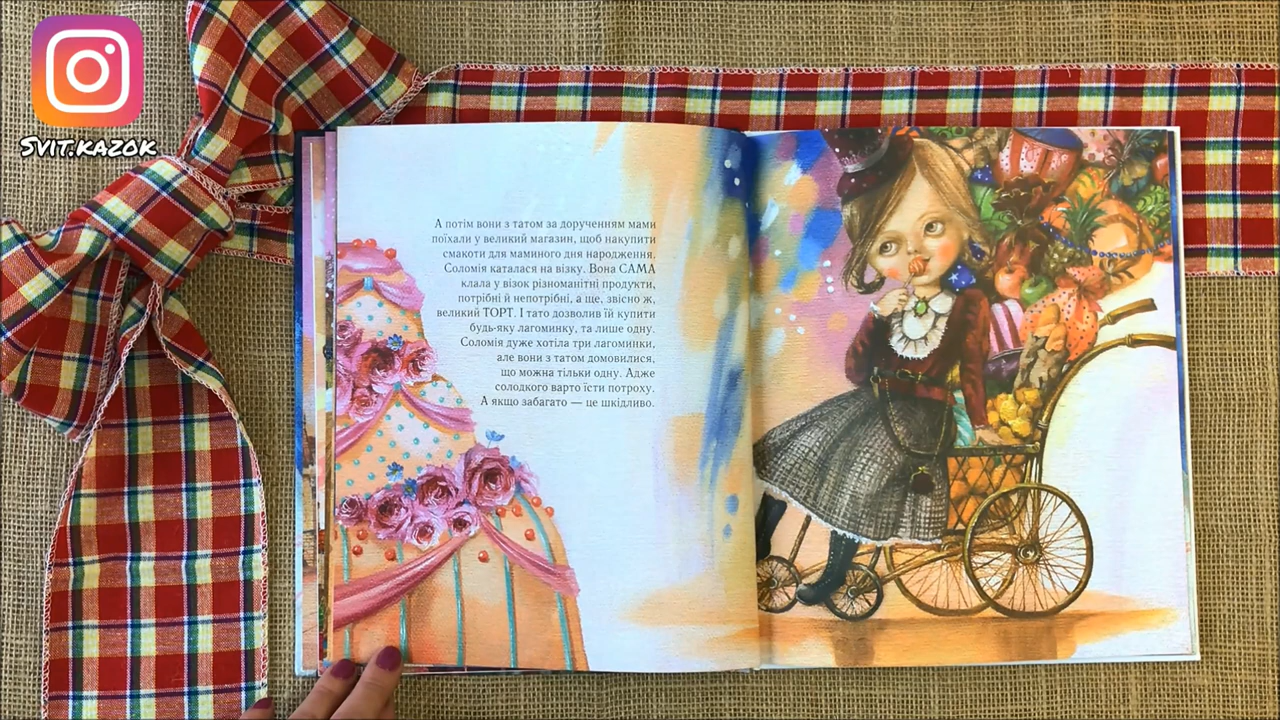 Svit.kazok
А потім вони з татом за дорученням мами
поїхали у великий магазин, щоб накупити
смакоти для маминого дня народження.
Соломія каталася на візку. Вона САМА
клала у візок різноманітні продукти,
потрібні й непотрібні, а ще, звісно ж,
великий ТОРТ. І тато дозволив їй купити
будь-яку лагоминку, та лише одну.
Соломія дуже хотіла три лагоминки,
але вони з татом домовилися,
що можна тільки одну. Адже
солодкого варто їсти потроху.
А якщо забагато — це шкідливо.